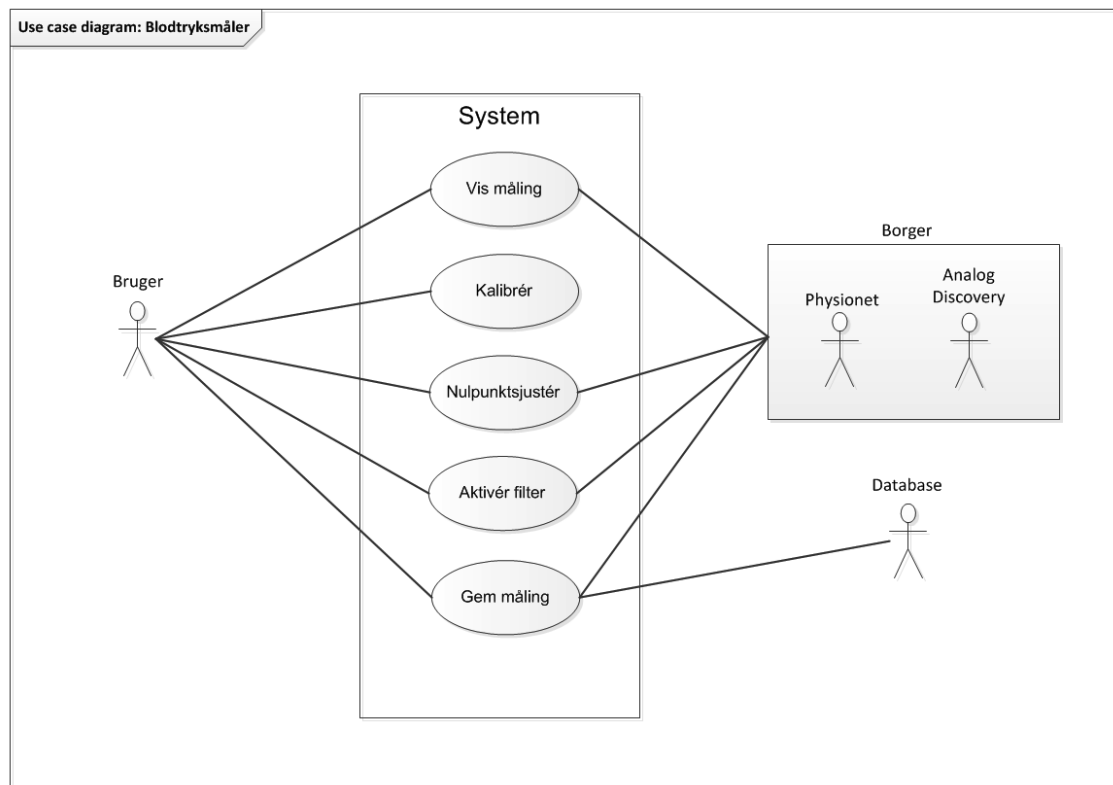 Use case diagram: Blodtryksmåler
System
Vis måling
Kalibrér
Nulpunktsjustér
Aktivér filter
Gem måling
Bruger
Borger
Physionet
Analog
Discovery
Database